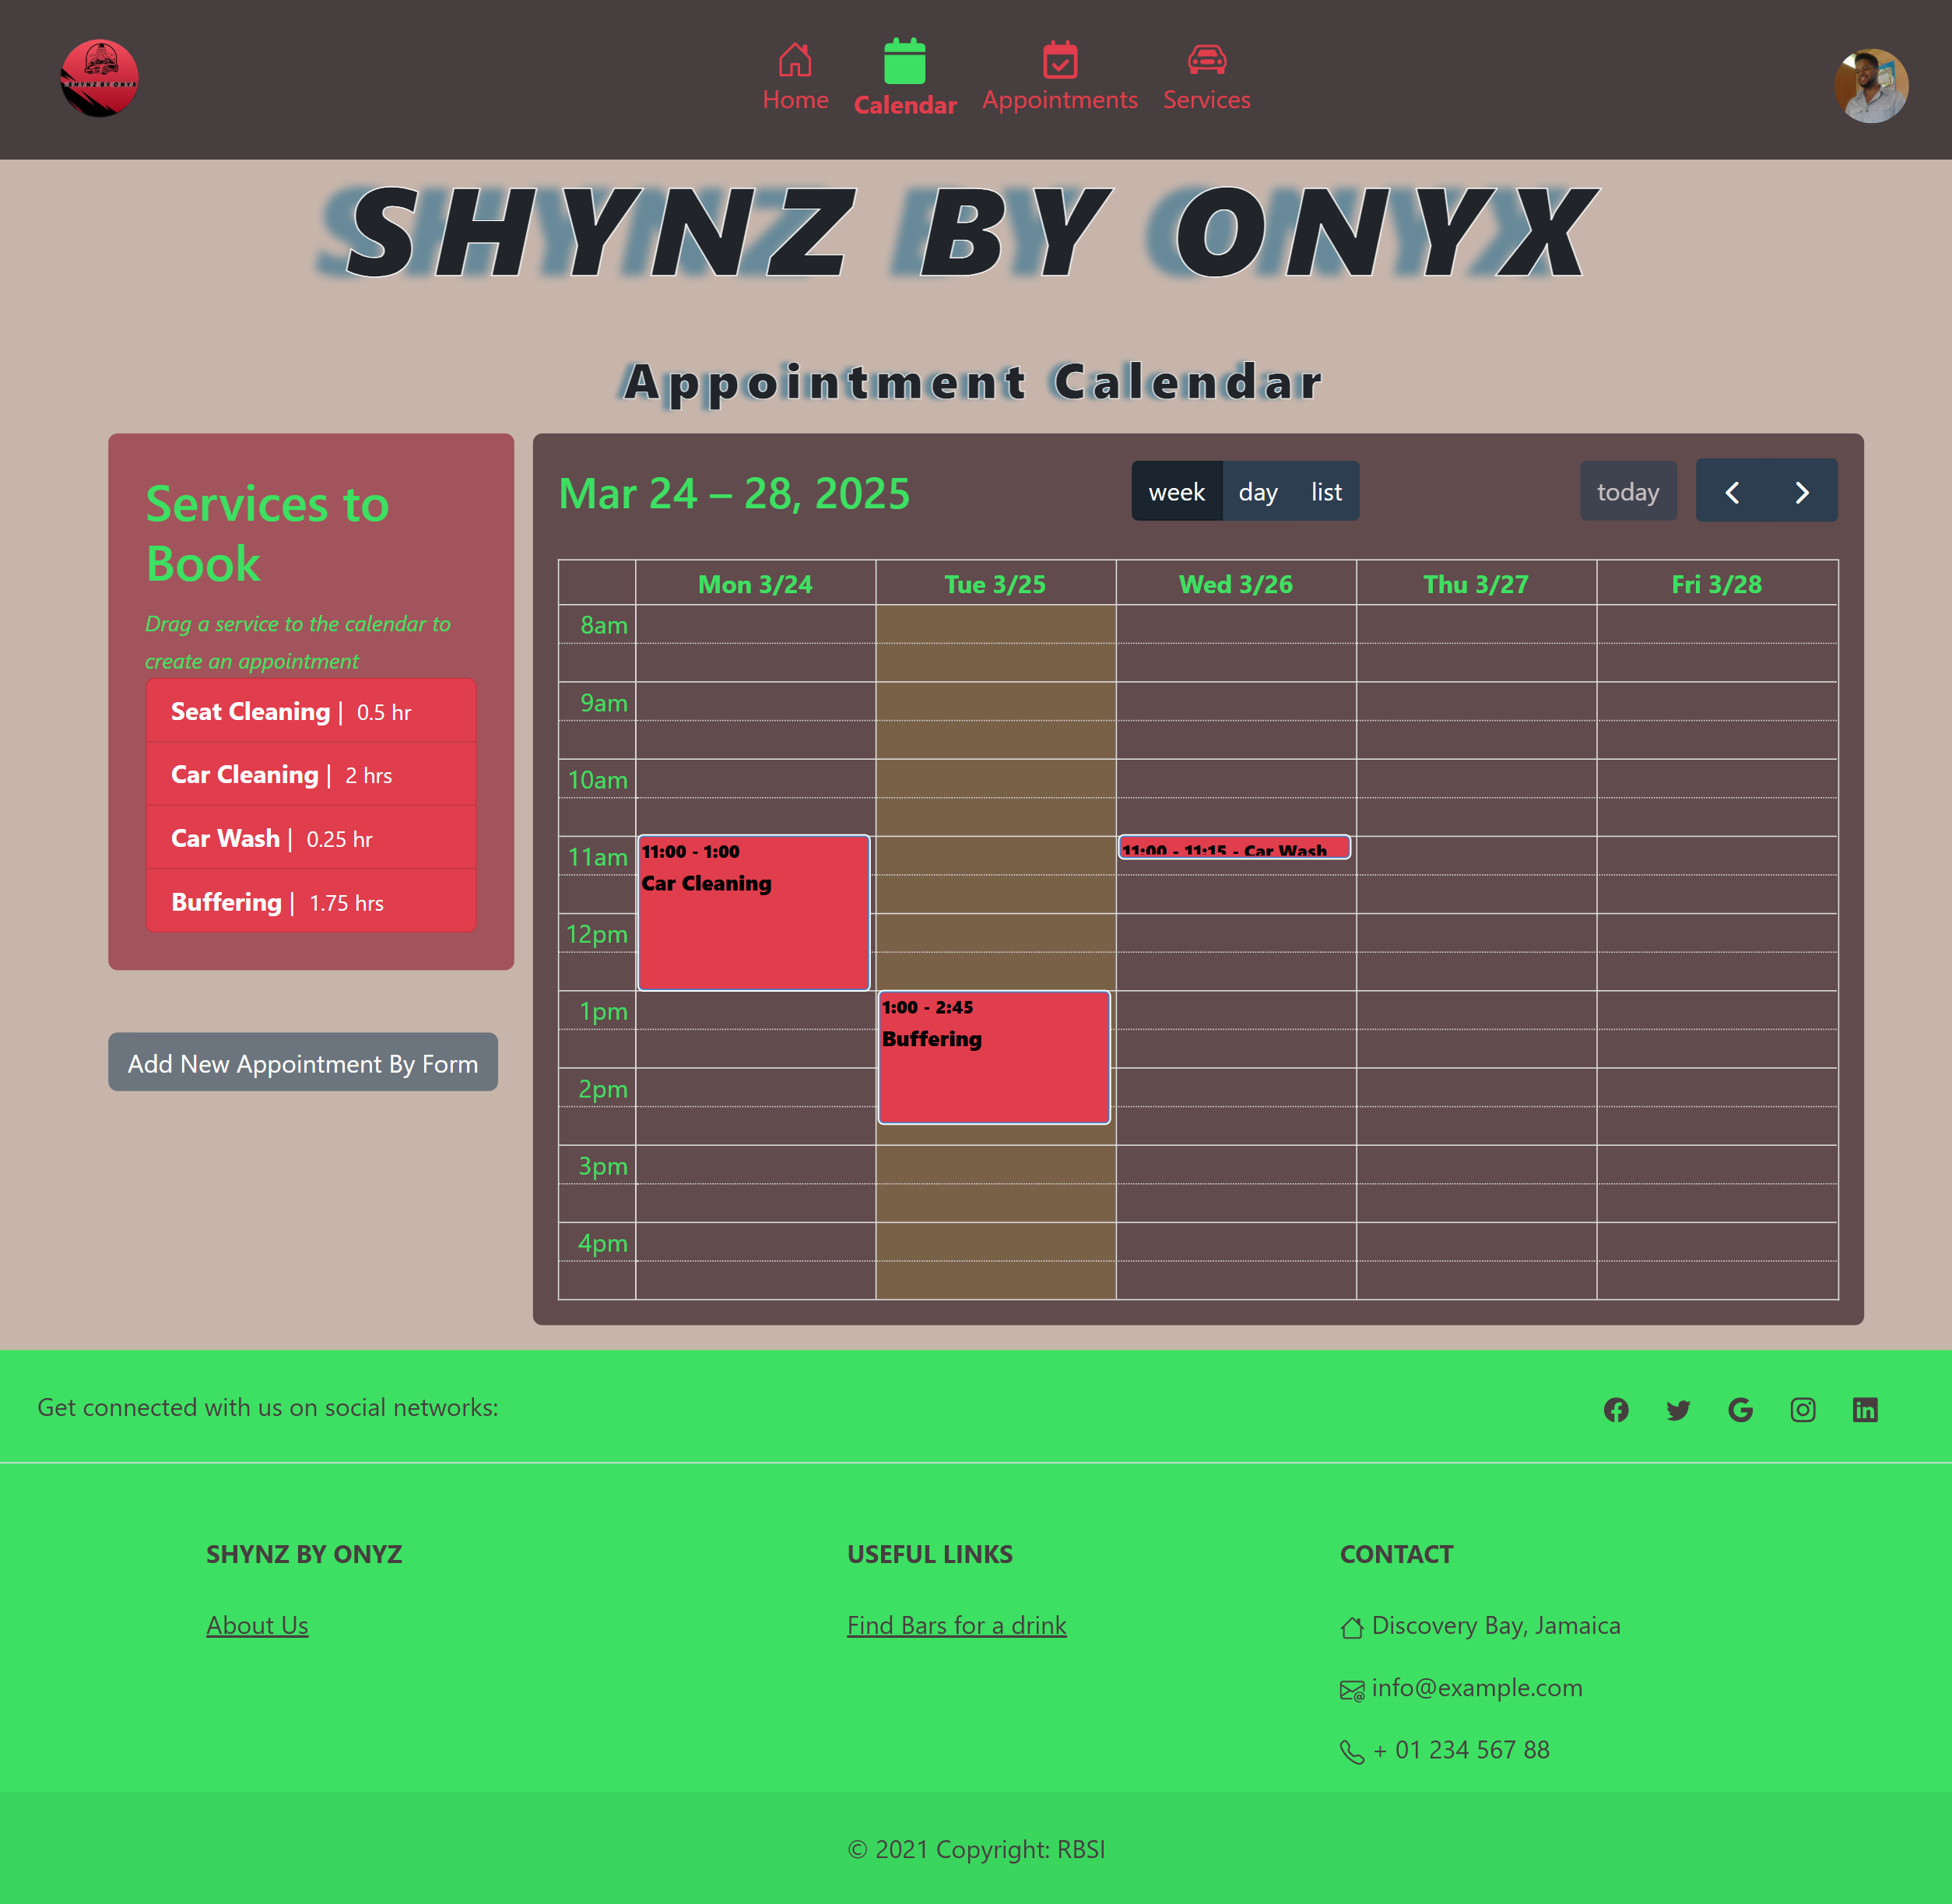 SHYNZ BY ONYX
Home
Calendar
Appointments
Services
SHYNZ BY ONYX
Appointment Calendar
Services to
Book
Drag a service to the calendar to
create an appointment
Seat Cleaning | 0.5 hr
Car Cleaning | 2 hrs
Car Wash | 0.25 hr
Buffering | 1.75 hrs
Add New Appointment By Form
Mar 24 – 28, 2025
week day list
today
Mon 3/24 Tue 3/25 Wed 3/26 Thu 3/27 Fri 3/28
8am
9am
10am
11am
12pm
1pm
2pm
3pm
4pm
11:00 - 1:00
Car Cleaning
1:00 - 2:45
Buffering
11:00 - 11:15 - Car Wash
Get connected with us on social networks:
SHYNZ BY ONYZ
About Us
USEFUL LINKS
Find Bars for a drink
CONTACT
Discovery Bay, Jamaica
info@example.com
+ 01 234 567 88
© 2021 Copyright: RBSI